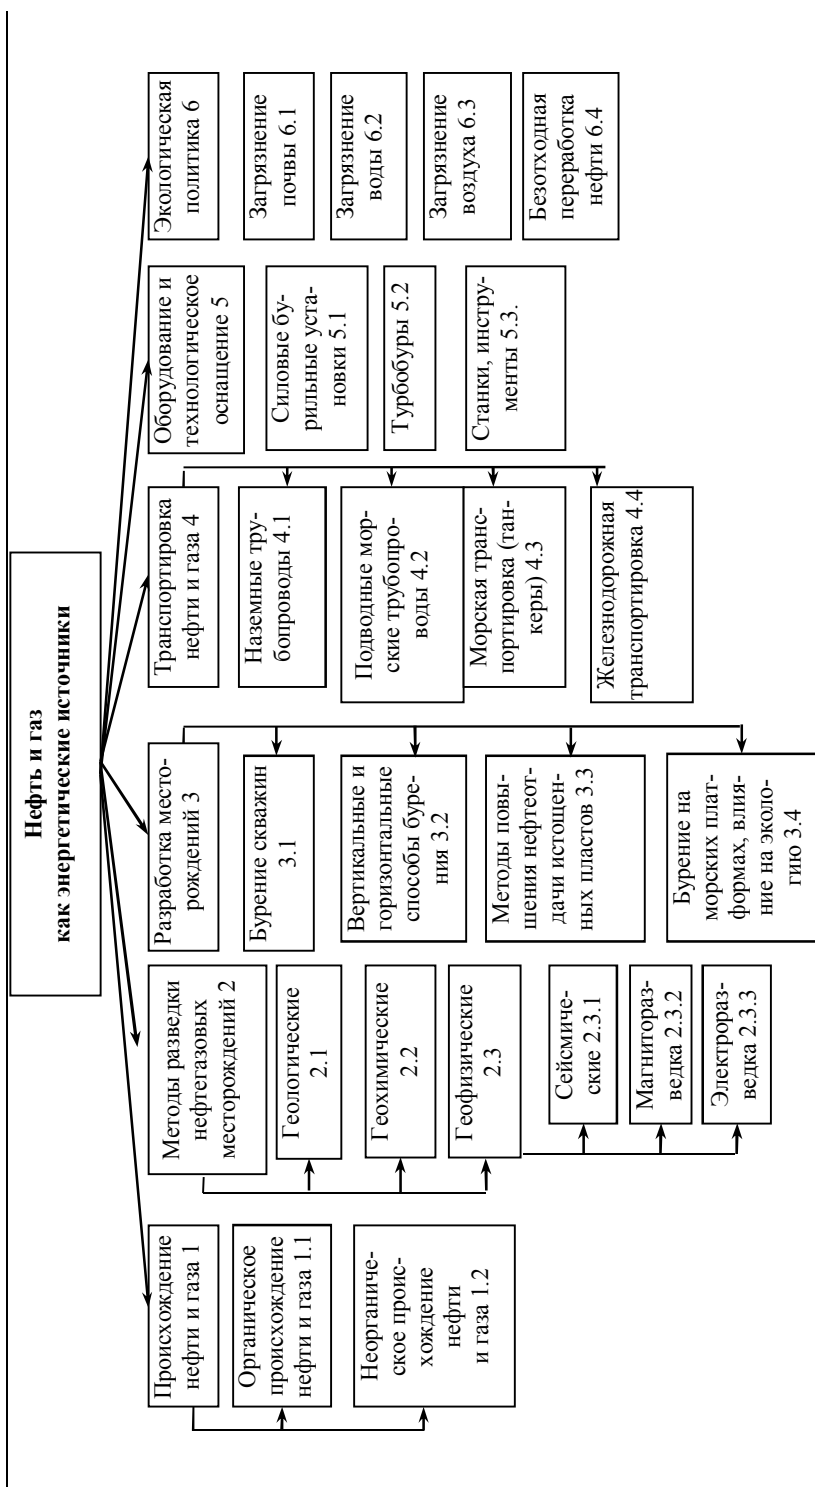 Нефть и газ
как энергетические источники
Происхождение
нефти и газа 1
Органическое
происхождение
нефти и газа 1.1
Неорганиче-
ское проис-
хождение
нефти
и газа 1.2
Методы разведки
нефтегазовых
месторождений 2
Геологические
2.1
Геохимические
2.2
Геофизические
2.3
Сейсмиче-
ские 2.3.1
Магнитораз-
ведка 2.3.2
Электрораз-
ведка 2.3.3
Разработка место-
рождений 3
Бурение скважин
3.1
Вертикальные и
горизонтальные
способы буре-
ния 3.2
Методы повы-
шения нефтеот-
дачи истощен-
ных пластов 3.3
Бурение на
морских плат-
формах, влия-
ние на эколо-
гию 3.4
Транспортировка
нефти и газа 4
Наземные тру-
бопроводы 4.1
Подводные мор-
ские трубопро-
воды 4.2
Морская транс-
портировка (тан-
керы) 4.3
Железнодорожная
транспортировка 4.4
Оборудование и
технологическое
оснащение 5
Силовые бу-
рильные уста-
новки 5.1
Турбобуры 5.2
Станки, инстру-
менты 5.3.
Экологическая
политика 6
Загрязнение
почвы 6.1
Загрязнение
воды 6.2
Загрязнение
воздуха 6.3
Безотходная
переработка
нефти 6.4